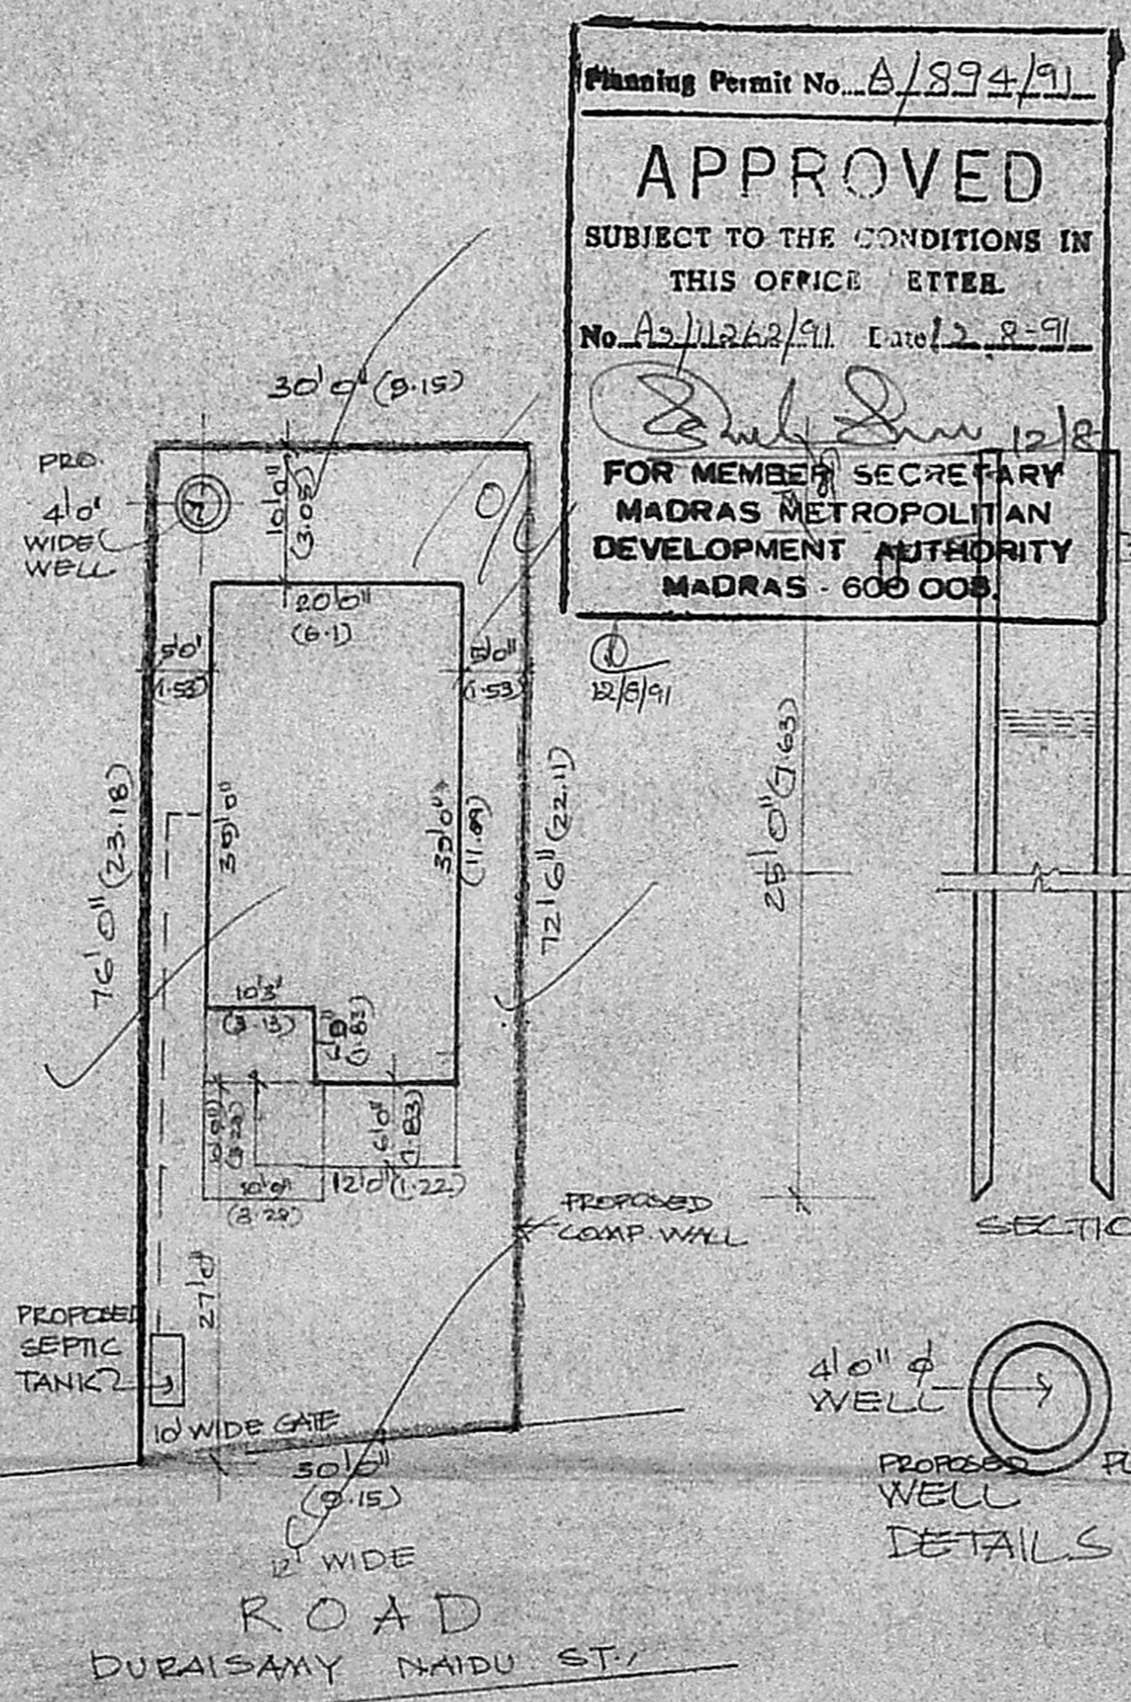 Planning Permit No. A/894/91
APPROVED
SUBJECT TO THE CONDITIONS IN
THIS OFFICE ETTER.
No. A2/11262/91 Date 12.8-91
12/8
FOR MEMBER SECRETARY
MADRAS METROPOLITAN
DEVELOPMENT AUTHORITY
MADRAS - 600 008.
12/8/91
30'0" (9.15)
PRO.
4'0"
WIDE
WELL
10'0"
(3.05)
20'0"
(6.1)
5'0"
(1.53)
5'0"
(1.53)
76'0" (23.18)
39'0"
39'0"
(11.89)
72'6" (22.11)
25'0" (7.63)
10'3"
(3.13)
6'0"
(1.83)
6'0"
(1.83)
12'0" (1.22)
(3.28)
27'0"
PROPOSED
COMP. WALL
SECTIO
PROPOSED
SEPTIC
TANK
10' WIDE GATE
30'0"
(9.15)
4'0" ф
WELL
PROPOSED
WELL
DETAILS
PL
12' WIDE
ROAD
DURAISAMY NAIDU ST.,